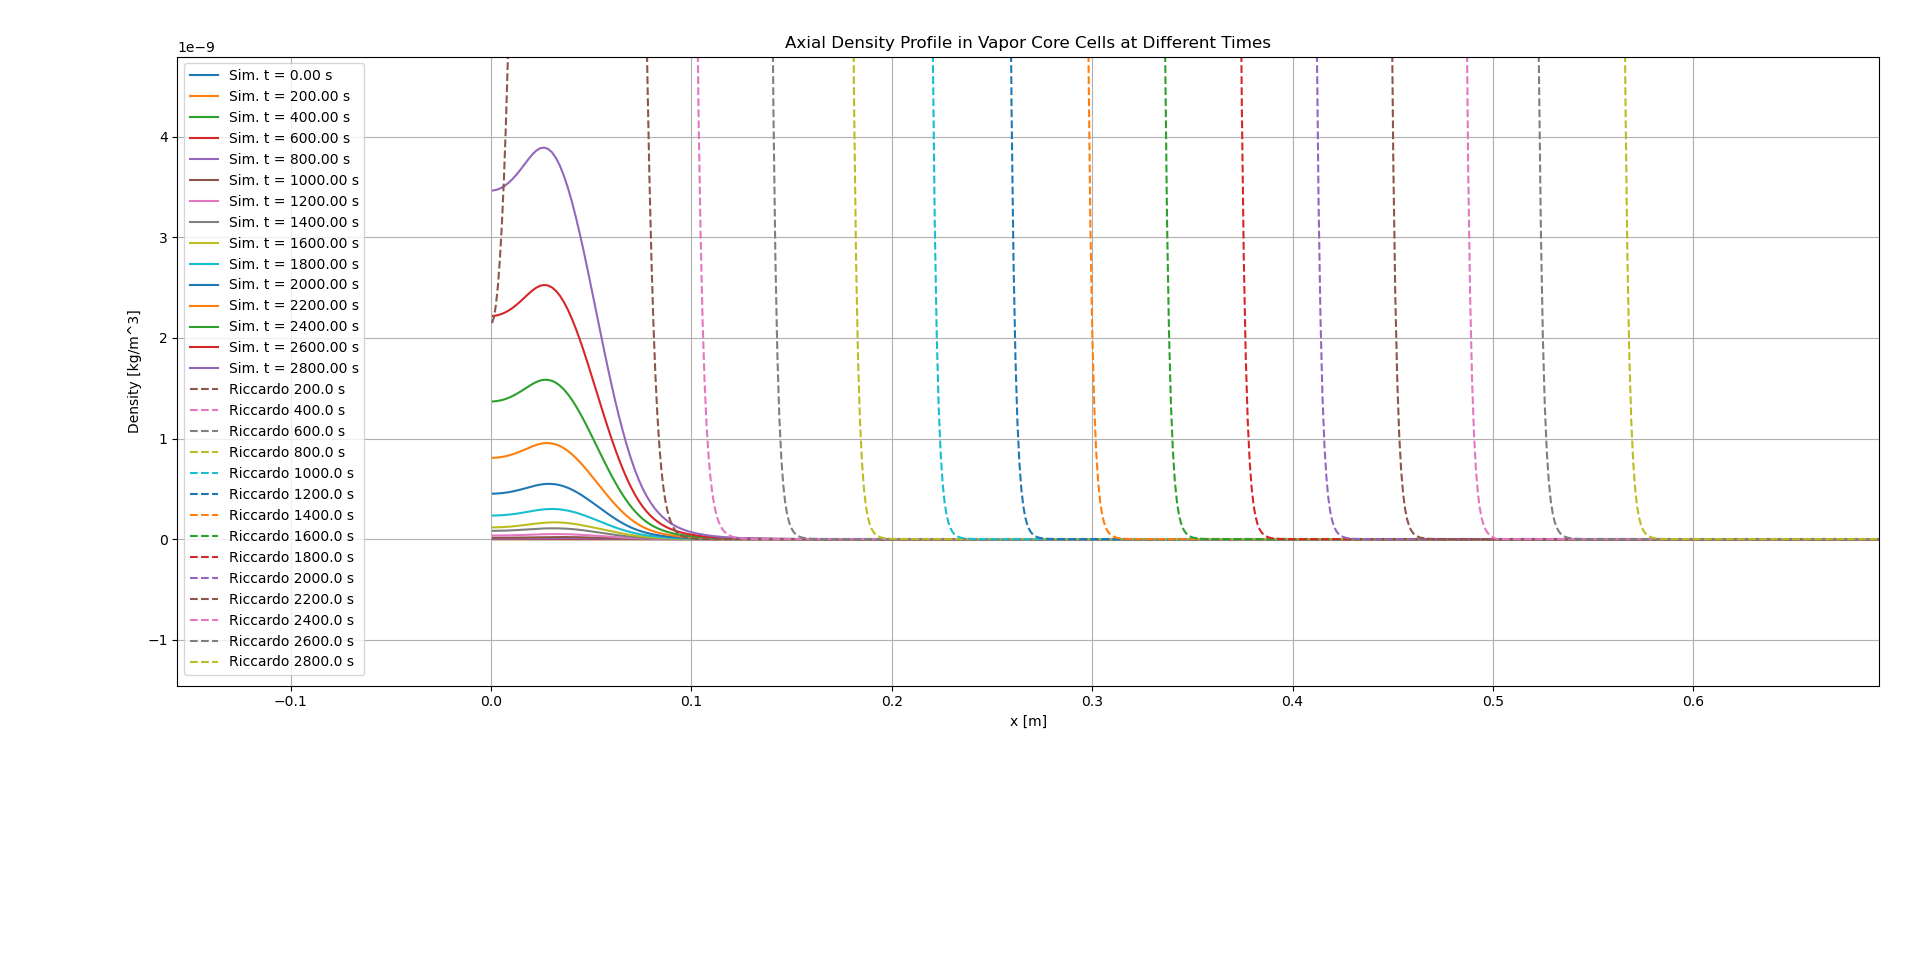 Axial Density Profile in Vapor Core Cells at Different Times
1e−9
Sim. t = 0.00 s
Sim. t = 200.00 s
Sim. t = 400.00 s
Sim. t = 600.00 s
Sim. t = 800.00 s
Sim. t = 1000.00 s
Sim. t = 1200.00 s
Sim. t = 1400.00 s
Sim. t = 1600.00 s
Sim. t = 1800.00 s
Sim. t = 2000.00 s
Sim. t = 2200.00 s
Sim. t = 2400.00 s
Sim. t = 2600.00 s
Sim. t = 2800.00 s
Riccardo 200.0 s
Riccardo 400.0 s
Riccardo 600.0 s
Riccardo 800.0 s
Riccardo 1000.0 s
Riccardo 1200.0 s
Riccardo 1400.0 s
Riccardo 1600.0 s
Riccardo 1800.0 s
Riccardo 2000.0 s
Riccardo 2200.0 s
Riccardo 2400.0 s
Riccardo 2600.0 s
Riccardo 2800.0 s
Density [kg/m^3]
4
3
2
1
0
−1
−0.1 0.0 0.1 0.2 0.3 0.4 0.5 0.6
x [m]